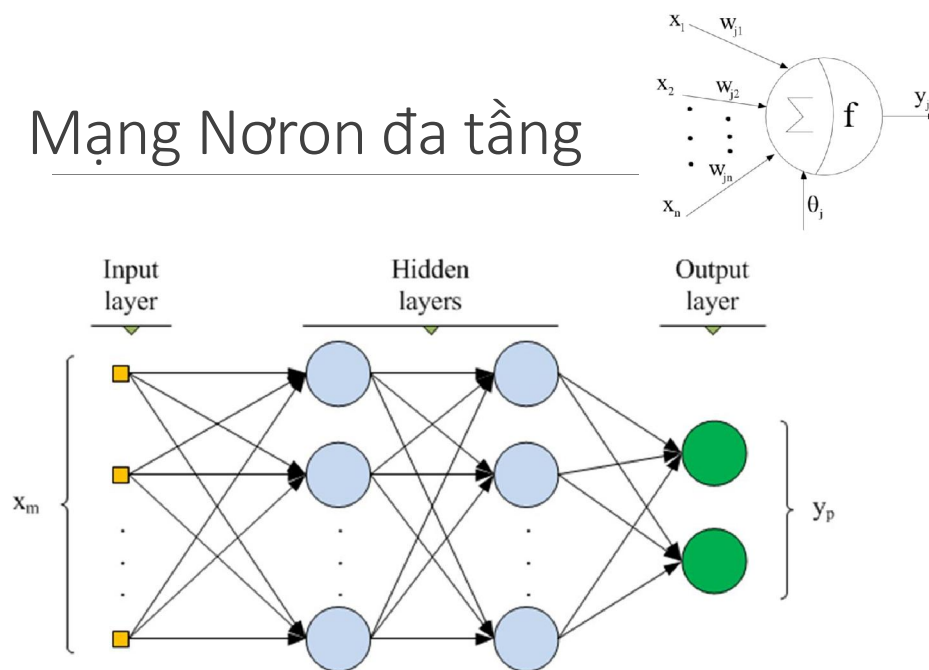 Mạng Nơron đa tầng
x1
wj1
x2
wj2
wjn
xn
Σ
f
yj
θj
Input
layer
Hidden
layers
Output
layer
xm
yp